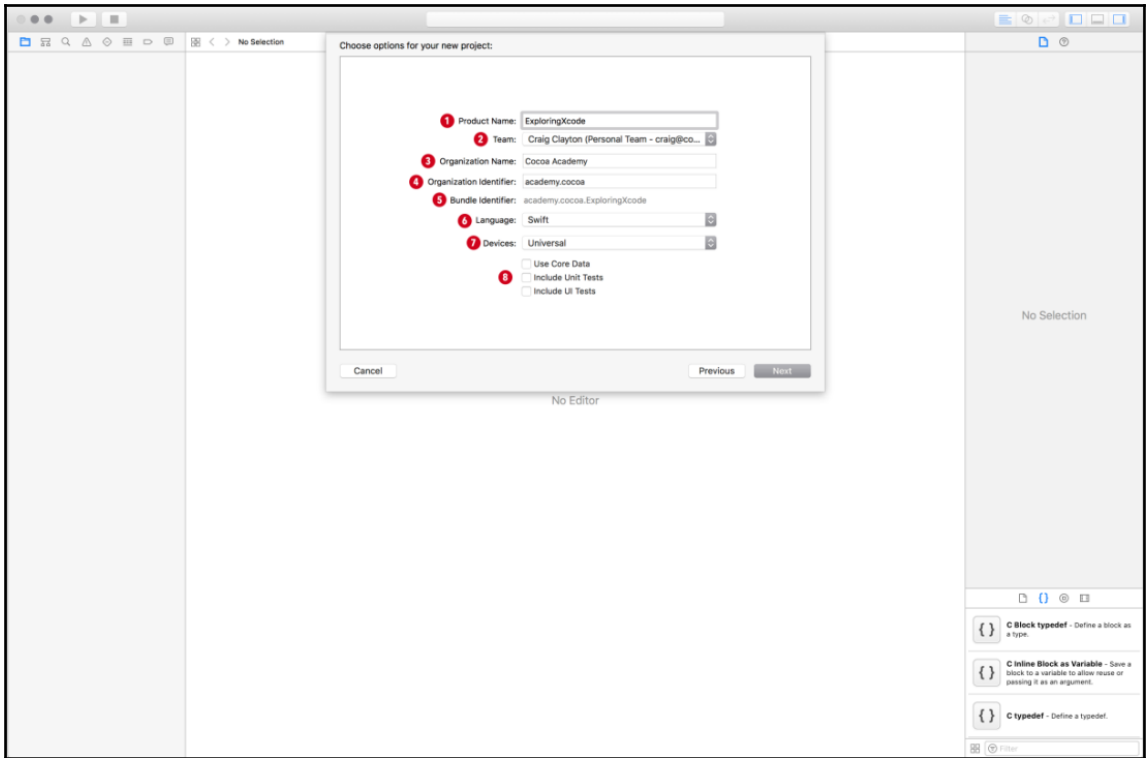 No Selection
Choose options for your new project:
1 Product Name: ExploringXcode
2 Team: Craig Clayton (Personal Team - craig@co...
3 Organization Name: Cocoa Academy
4 Organization Identifier: academy.cocoa
5 Bundle Identifier: academy.cocoa.ExploringXcode
6 Language: Swift
7 Devices: Universal
Use Core Data
8 Include Unit Tests
Include UI Tests
Cancel Previous Next
No Editor
No Selection
{ }
{ } C Block typedef - Define a block as
a type.
{ } C Inline Block as Variable - Save a
block to a variable to allow reuse or
passing it as an argument.
{ } C typedef - Define a typedef.
Filter